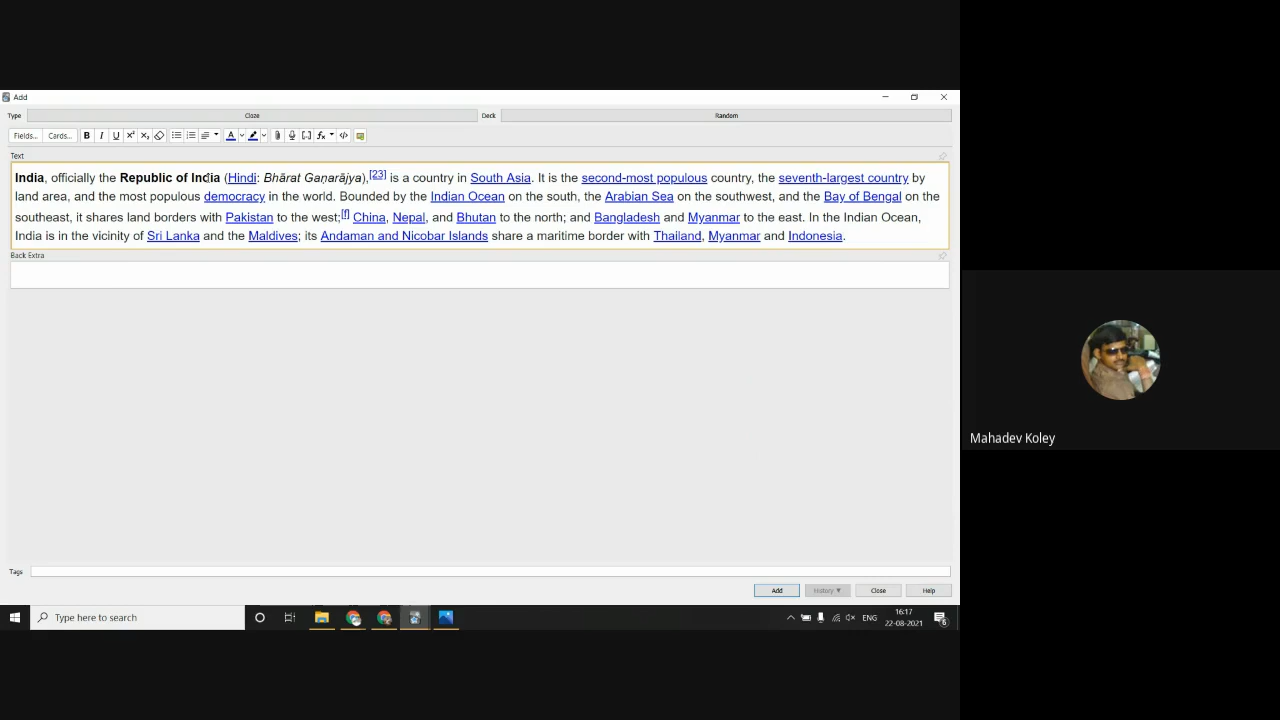 Add
Type Cloze Deck Random
Fields... Cards... B I U x² x₂ A fx </>
Text
India, officially the Republic of India (Hindi: Bhārat Gaṇarājya),[23] is a country in South Asia. It is the second-most populous country, the seventh-largest country by
land area, and the most populous democracy in the world. Bounded by the Indian Ocean on the south, the Arabian Sea on the southwest, and the Bay of Bengal on the
southeast, it shares land borders with Pakistan to the west;[f] China, Nepal, and Bhutan to the north; and Bangladesh and Myanmar to the east. In the Indian Ocean,
India is in the vicinity of Sri Lanka and the Maldives; its Andaman and Nicobar Islands share a maritime border with Thailand, Myanmar and Indonesia.
Back Extra
Mahadev Koley
Tags
Add History ▼ Close Help
Type here to search
ENG
16:17
22-08-2021
6